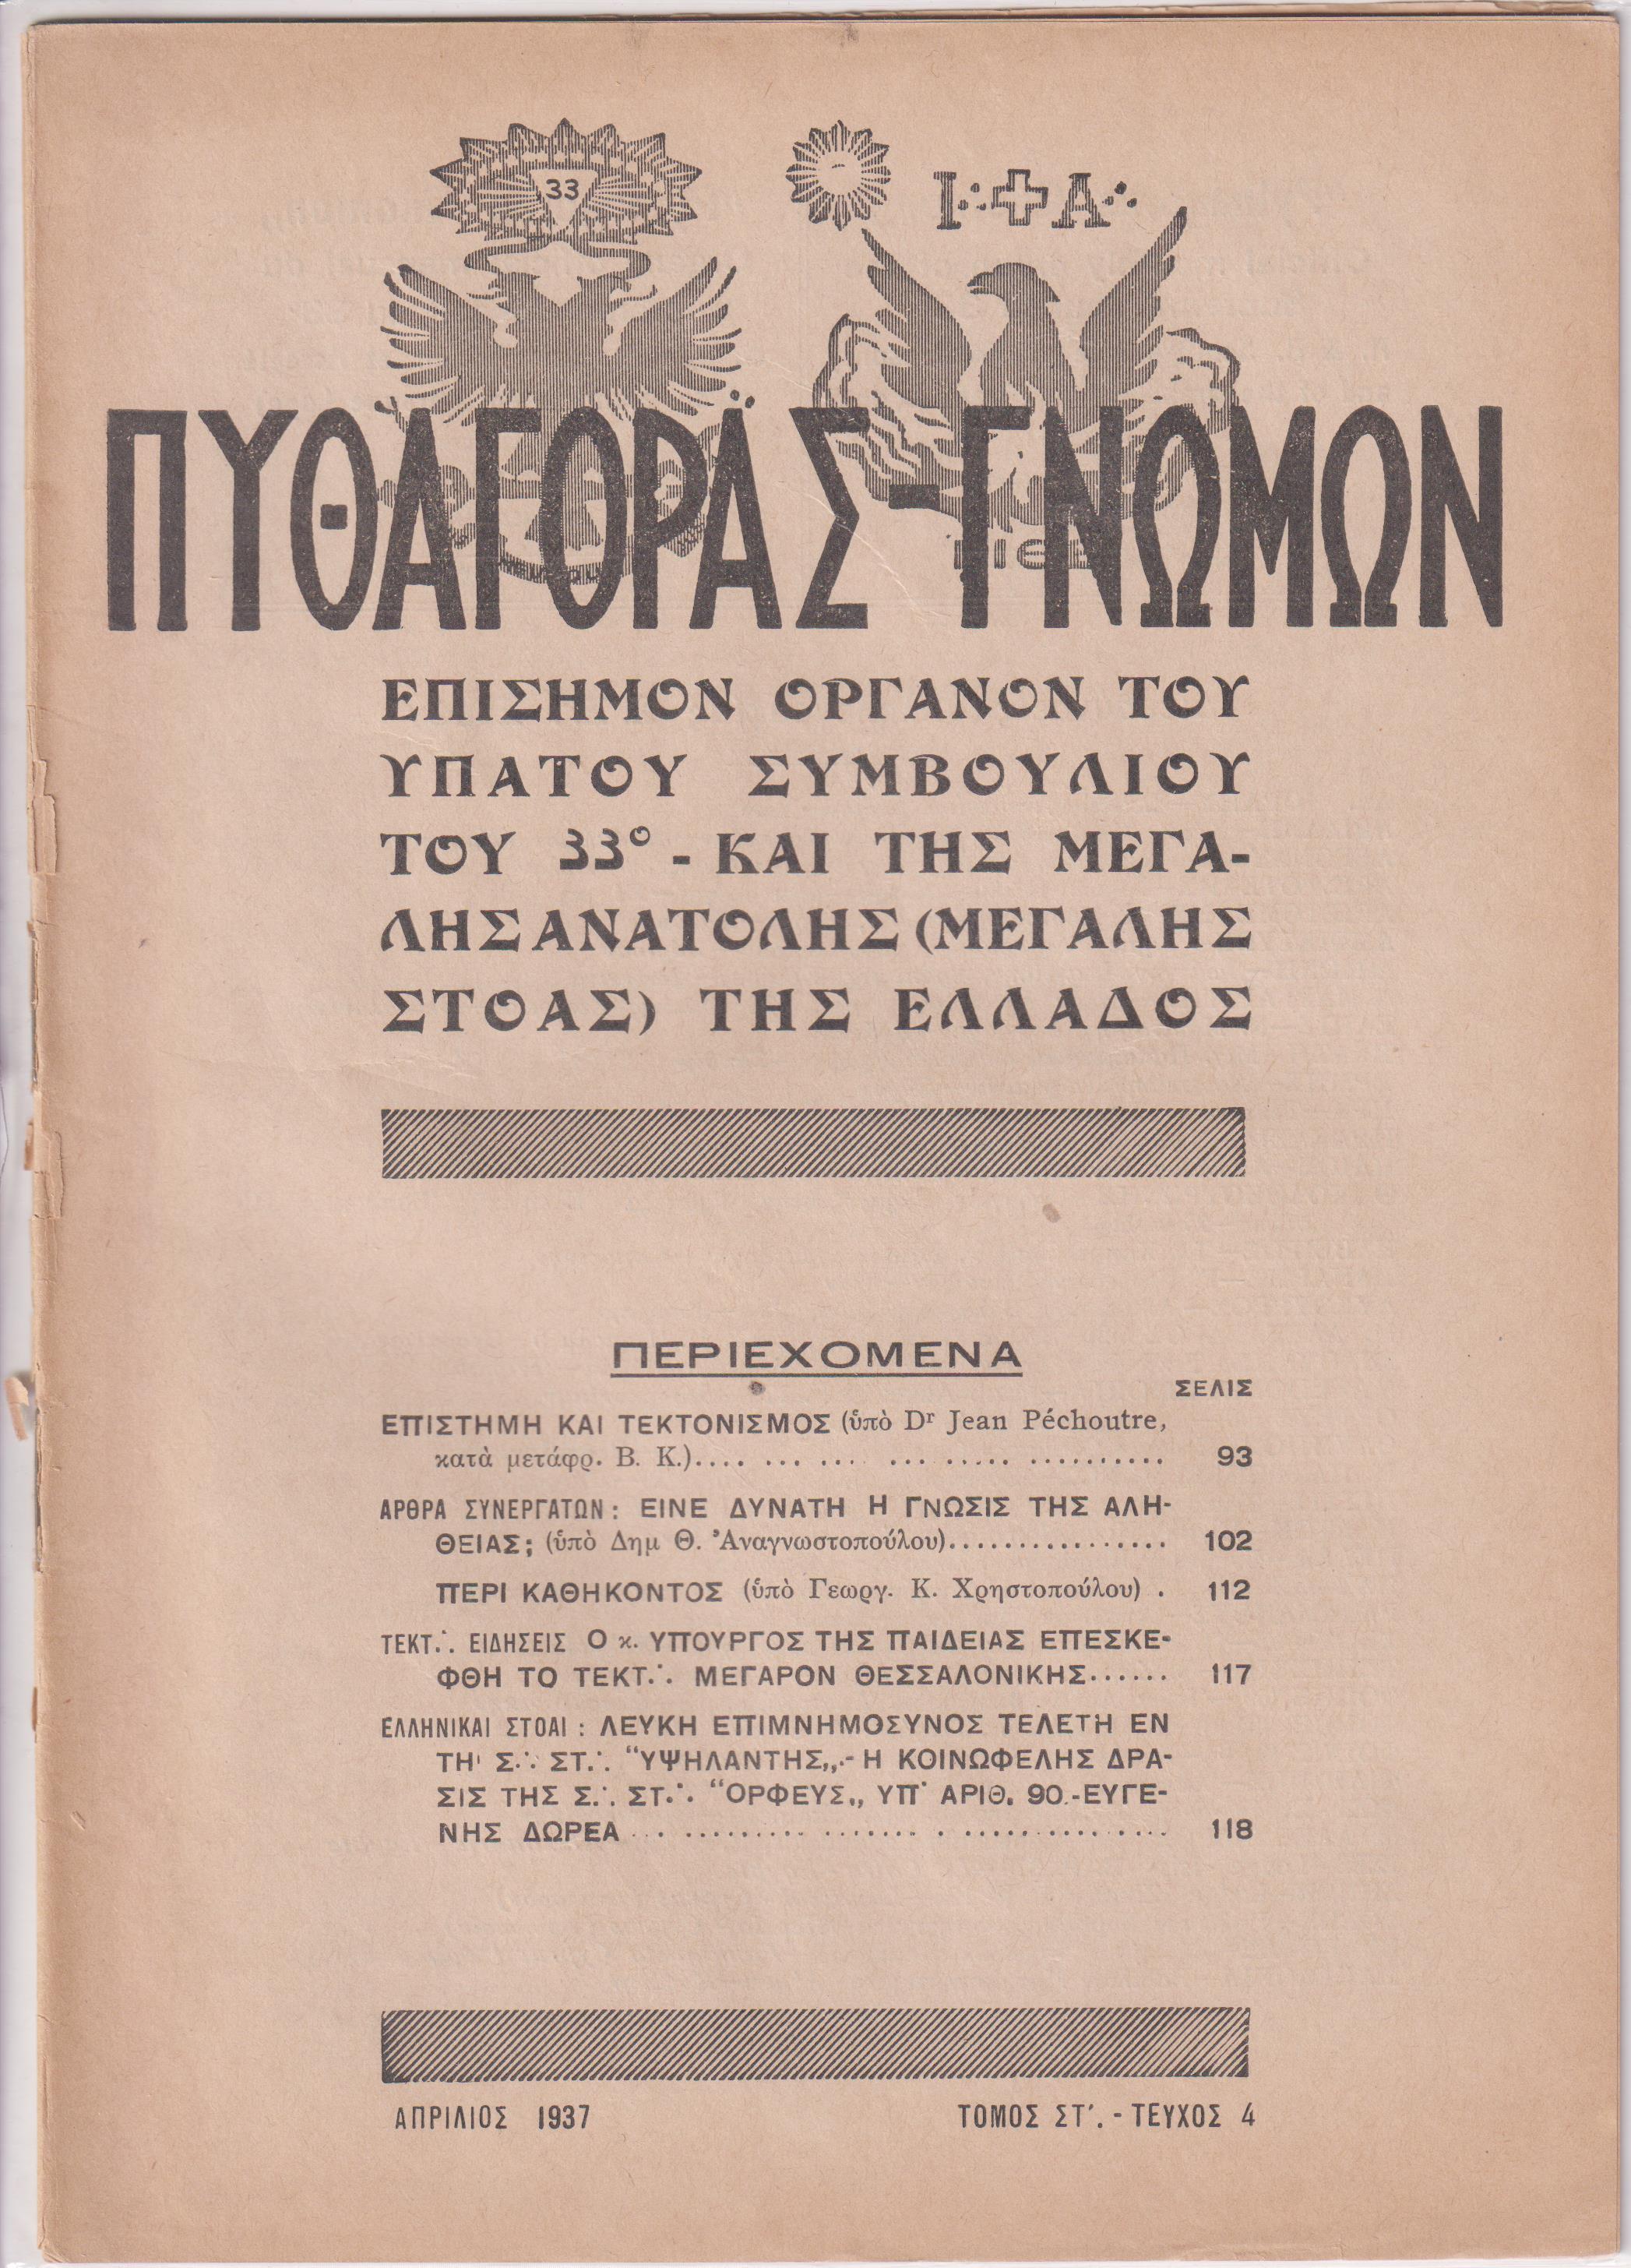 33
Ι∴✚Α∴
ΠΥΘΑΓΟΡΑΣ-ΓΝΩΜΩΝ
ΕΠΙΣΗΜΟΝ ΟΡΓΑΝΟΝ ΤΟΥ
ΥΠΑΤΟΥ ΣΥΜΒΟΥΛΙΟΥ
ΤΟΥ 33° - ΚΑΙ ΤΗΣ ΜΕΓΑ-
ΛΗΣ ΑΝΑΤΟΛΗΣ (ΜΕΓΑΛΗΣ
ΣΤΟΑΣ) ΤΗΣ ΕΛΛΑΔΟΣ
ΠΕΡΙΕΧΟΜΕΝΑ
ΣΕΛΙΣ
ΕΠΙΣΤΗΜΗ ΚΑΙ ΤΕΚΤΟΝΙΣΜΟΣ (ὑπὸ Dr Jean Péchoutre,
κατὰ μετάφρ. Β. Κ.).... ... ... ... ..... .......... 93
ΑΡΘΡΑ ΣΥΝΕΡΓΑΤΩΝ : ΕΙΝΕ ΔΥΝΑΤΗ Η ΓΝΩΣΙΣ ΤΗΣ ΑΛΗ-
ΘΕΙΑΣ; (ὑπὸ Δημ Θ. Ἀναγνωστοπούλου)................ 102
ΠΕΡΙ ΚΑΘΗΚΟΝΤΟΣ (ὑπὸ Γεωργ. Κ. Χρηστοπούλου) . 112
ΤΕΚΤ∴ ΕΙΔΗΣΕΙΣ Ο κ. ΥΠΟΥΡΓΟΣ ΤΗΣ ΠΑΙΔΕΙΑΣ ΕΠΕΣΚΕ-
ΦΘΗ ΤΟ ΤΕΚΤ∴ ΜΕΓΑΡΟΝ ΘΕΣΣΑΛΟΝΙΚΗΣ...... 117
ΕΛΛΗΝΙΚΑΙ ΣΤΟΑΙ : ΛΕΥΚΗ ΕΠΙΜΝΗΜΟΣΥΝΟΣ ΤΕΛΕΤΗ ΕΝ
ΤΗ' Σ∴ ΣΤ∴ “ΥΨΗΛΑΝΤΗΣ„.- Η ΚΟΙΝΩΦΕΛΗΣ ΔΡΑ-
ΣΙΣ ΤΗΣ Σ∴ ΣΤ∴ “ΟΡΦΕΥΣ„ ΥΠ' ΑΡΙΘ. 90.-ΕΥΓΕ-
ΝΗΣ ΔΩΡΕΑ ... ......... ....... . ............... 118
ΑΠΡΙΛΙΟΣ 1937
ΤΟΜΟΣ ΣΤ'. - ΤΕΥΧΟΣ 4